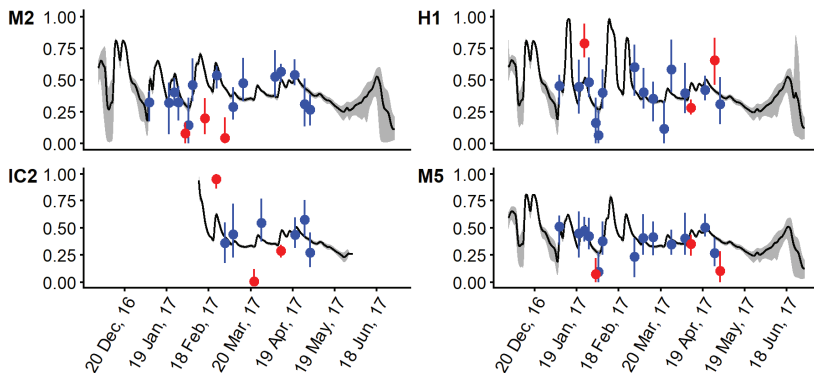 M2
1.00
0.75
0.50
0.25
0.00
H1
1.00
0.75
0.50
0.25
0.00
IC2
1.00
0.75
0.50
0.25
0.00
20 Dec, 16
19 Jan, 17
18 Feb, 17
20 Mar, 17
19 Apr, 17
19 May, 17
18 Jun, 17
M5
1.00
0.75
0.50
0.25
0.00
20 Dec, 16
19 Jan, 17
18 Feb, 17
20 Mar, 17
19 Apr, 17
19 May, 17
18 Jun, 17